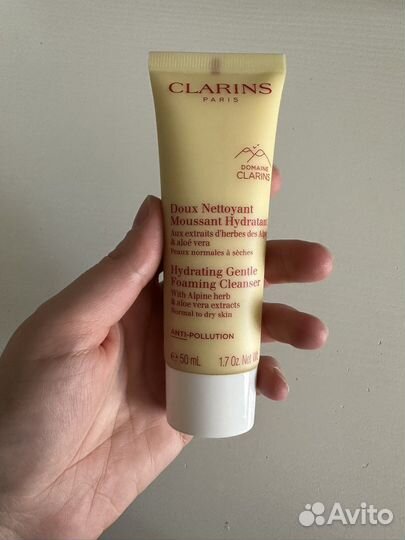 CLARINS
PARIS
DOMAINE
CLARINS
Doux Nettoyant
Moussant Hydratant
Aux extraits d'herbes des
& aloé vera
Peaux normales à sèches
Hydrating Gentle
Foaming Cleanser
With Alpine herb
& aloe vera extracts
Normal to dry skin
ANTI-POLLUTION
e 50 mL 1.7 Oz. Net
Avito